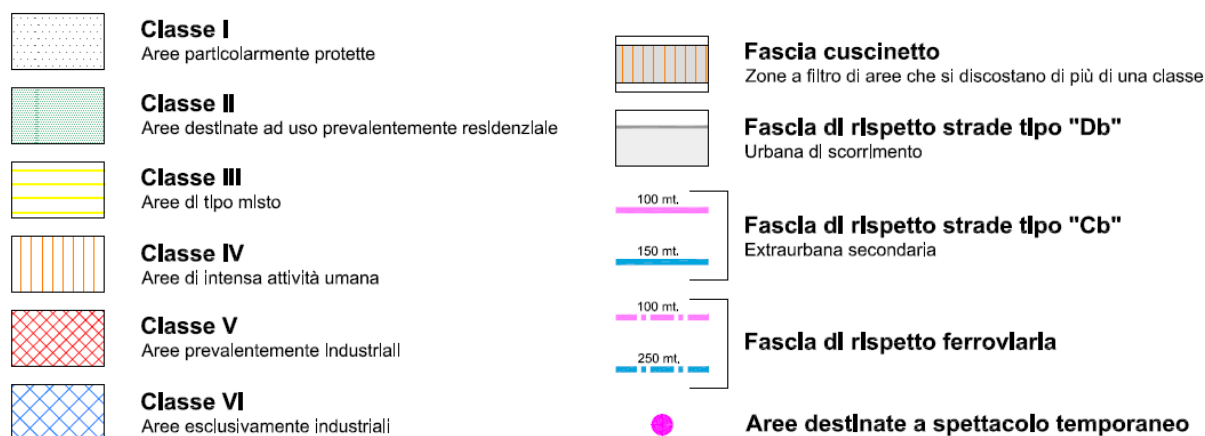 Classe I
Aree particolarmente protette
Classe II
Aree destinate ad uso prevalentemente residenziale
Classe III
Aree di tipo misto
Classe IV
Aree di intensa attività umana
Classe V
Aree prevalentemente industriali
Classe VI
Aree esclusivamente industriali
Fascia cuscinetto
Zone a filtro di aree che si discostano di più di una classe
Fascia di rispetto strade tipo "Db"
Urbana di scorrimento
100 mt.
150 mt.
Fascia di rispetto strade tipo "Cb"
Extraurbana secondaria
100 mt.
250 mt.
Fascia di rispetto ferroviaria
Aree destinate a spettacolo temporaneo